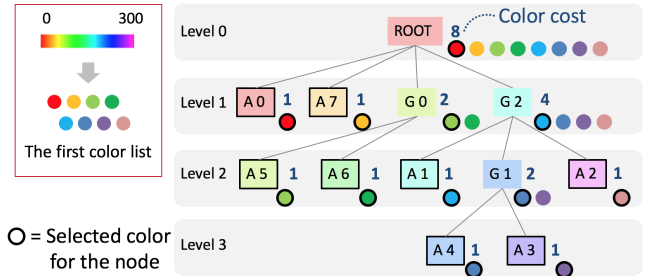 0 300
The first color list
= Selected color
for the node
Level 0
ROOT 8 Color cost
Level 1
A 0 1 A 7 1 G 0 2 G 2 4
Level 2
A 5 1 A 6 1 A 1 1 G 1 2 A 2 1
Level 3
A 4 1 A 3 1